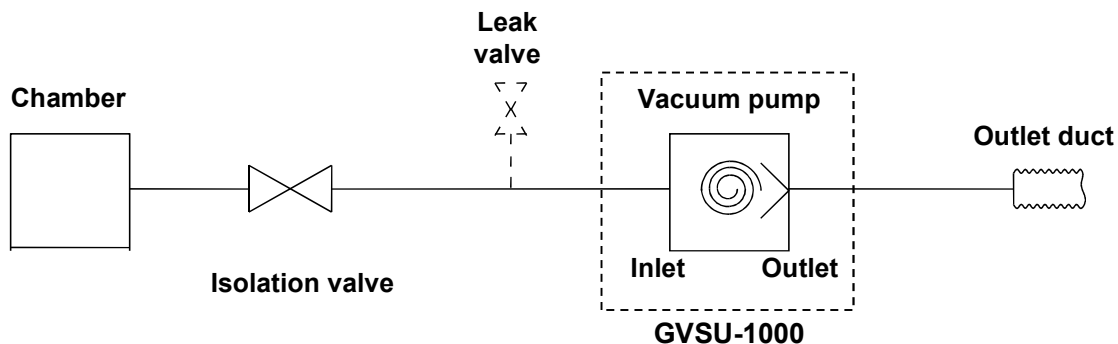 Leak
valve
Chamber
Vacuum pump
Outlet duct
Inlet
Outlet
Isolation valve
GVSU-1000